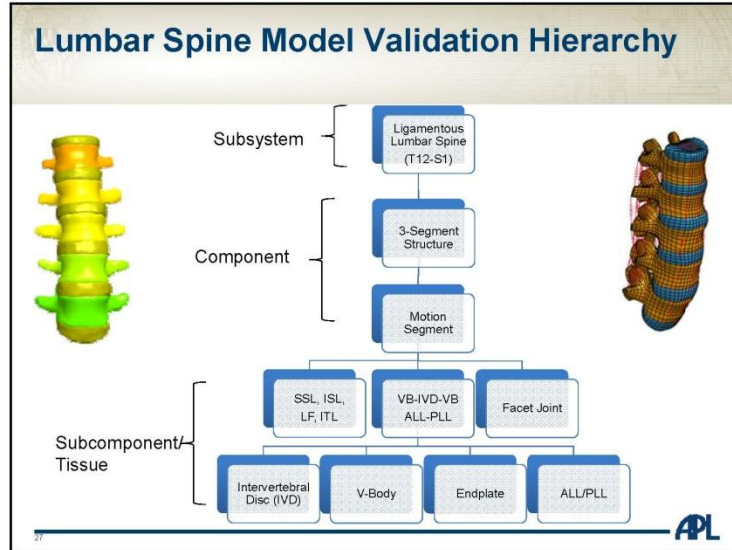 Lumbar Spine Model Validation Hierarchy
Subsystem
Ligamentous
Lumbar Spine
(T12-S1)
Component
3-Segment
Structure
Motion
Segment
Subcomponent/
Tissue
SSL, ISL,
LF, ITL
VB-IVD-VB
ALL-PLL
Facet Joint
Intervertebral
Disc (IVD)
V-Body
Endplate
ALL/PLL
27
APL